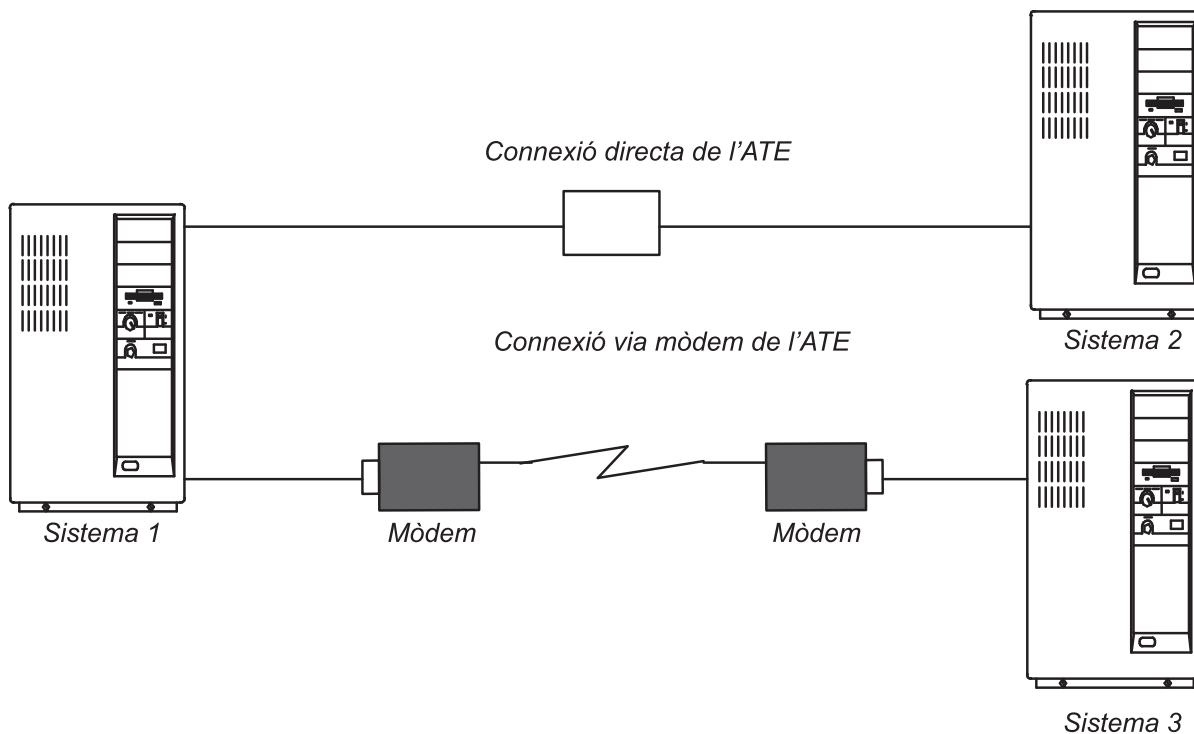 Connexió directa de l’ATE
Sistema 2
Connexió via mòdem de l’ATE
Sistema 1
Mòdem
Mòdem
Sistema 3